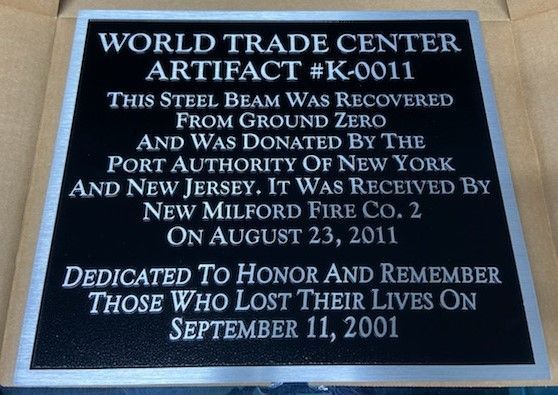 WORLD TRADE CENTER
ARTIFACT #K-0011
THIS STEEL BEAM WAS RECOVERED
FROM GROUND ZERO
AND WAS DONATED BY THE
PORT AUTHORITY OF NEW YORK
AND NEW JERSEY. IT WAS RECEIVED BY
NEW MILFORD FIRE CO. 2
ON AUGUST 23, 2011
DEDICATED TO HONOR AND REMEMBER
THOSE WHO LOST THEIR LIVES ON
SEPTEMBER 11, 2001